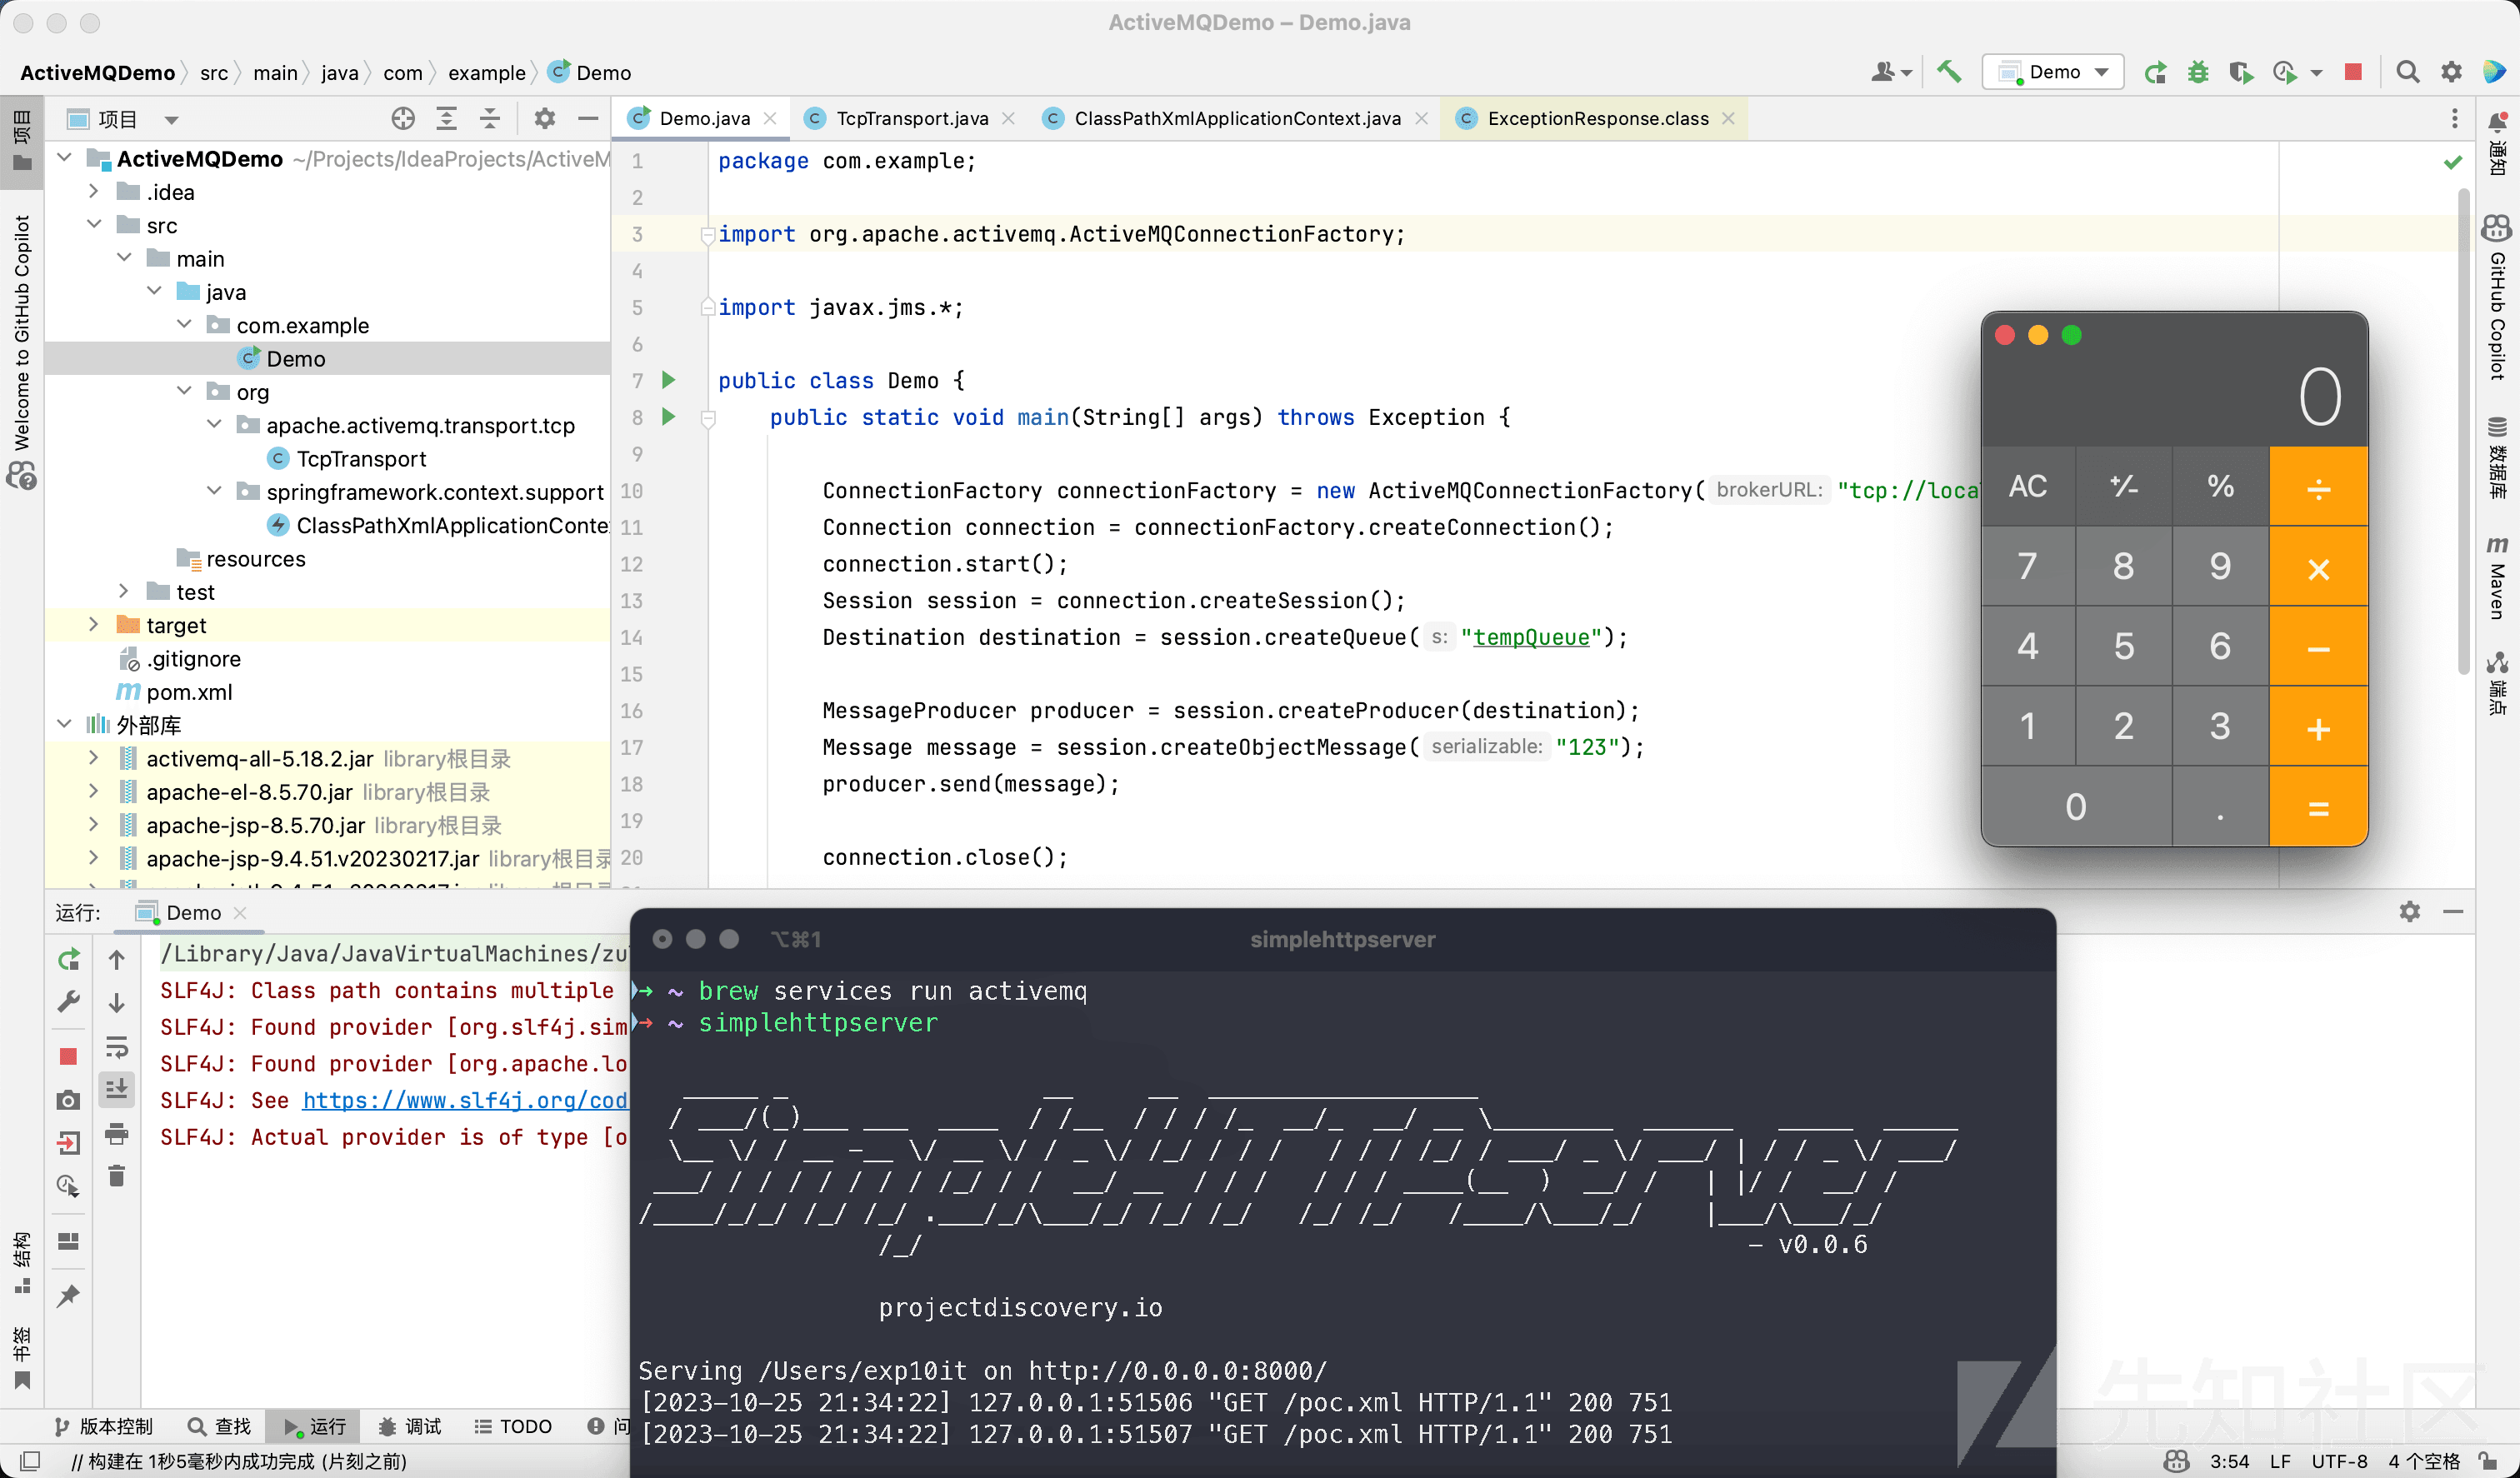 ActiveMQDemo – Demo.java
ActiveMQDemo src main java com example Demo
Demo
项目
Demo.java TcpTransport.java ClassPathXmlApplicationContext.java ExceptionResponse.class
项目
Welcome to GitHub Copilot
结构
书签
ActiveMQDemo ~/Projects/IdeaProjects/ActiveM
.idea
src
main
java
com.example
Demo
org
apache.activemq.transport.tcp
TcpTransport
springframework.context.support
ClassPathXmlApplicationConte
resources
test
target
.gitignore
pom.xml
外部库
activemq-all-5.18.2.jar library根目录
apache-el-8.5.70.jar library根目录
apache-jsp-8.5.70.jar library根目录
apache-jsp-9.4.51.v20230217.jar library根目录
1 package com.example;
2
3 import org.apache.activemq.ActiveMQConnectionFactory;
4
5 import javax.jms.*;
6
7 public class Demo {
8 public static void main(String[] args) throws Exception {
9
10 ConnectionFactory connectionFactory = new ActiveMQConnectionFactory( brokerURL: "tcp://loca
11 Connection connection = connectionFactory.createConnection();
12 connection.start();
13 Session session = connection.createSession();
14 Destination destination = session.createQueue( s: "tempQueue");
15
16 MessageProducer producer = session.createProducer(destination);
17 Message message = session.createObjectMessage( serializable: "123");
18 producer.send(message);
19
20 connection.close();
0
AC +/- % ÷
7 8 9 ×
4 5 6 −
1 2 3 +
0 . =
通知
GitHub Copilot
数据库
m Maven
端点
运行: Demo
/Library/Java/JavaVirtualMachines/zu
SLF4J: Class path contains multiple
SLF4J: Found provider [org.slf4j.sim
SLF4J: Found provider [org.apache.lo
SLF4J: See https://www.slf4j.org/cod
SLF4J: Actual provider is of type [o
⌥⌘1 simplehttpserver
→ ~ brew services run activemq
→ ~ simplehttpserver
SimpleHTTPserver
- v0.0.6
projectdiscovery.io
Serving /Users/exp10it on http://0.0.0.0:8000/
[2023-10-25 21:34:22] 127.0.0.1:51506 "GET /poc.xml HTTP/1.1" 200 751
[2023-10-25 21:34:22] 127.0.0.1:51507 "GET /poc.xml HTTP/1.1" 200 751
先知社区
版本控制 查找 运行 调试 TODO 问
// 构建在 1秒5毫秒内成功完成 (片刻之前)
3:54 LF UTF-8 4 个空格